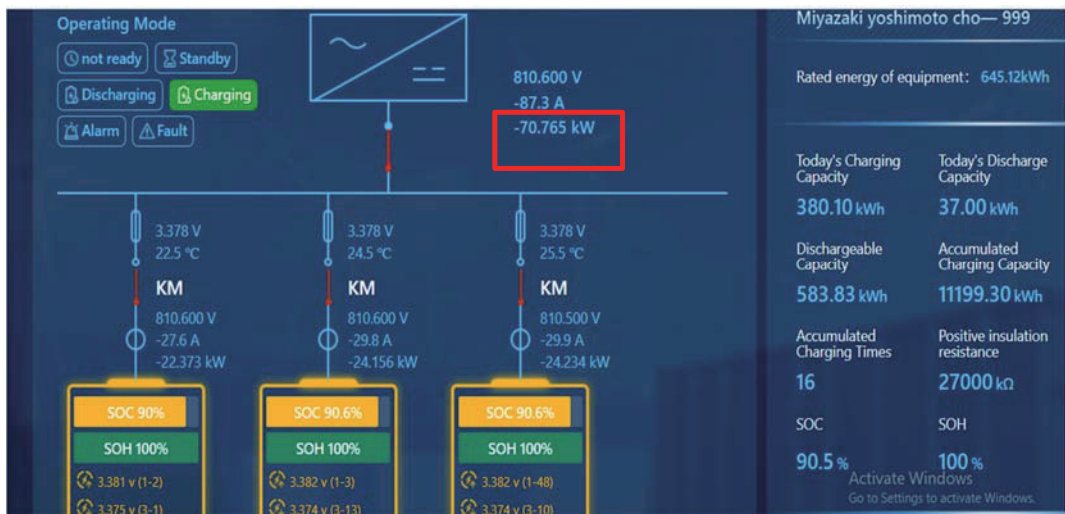 Operating Mode
not ready
Standby
Discharging
Charging
Alarm
Fault
810.600 V
-87.3 A
-70.765 kW
3.378 V
22.5 ℃
KM
810.600 V
-27.6 A
-22.373 kW
SOC 90%
SOH 100%
3.381 v (1-2)
3.375 v (3-1)
3.378 V
24.5 ℃
KM
810.600 V
-29.8 A
-24.156 kW
SOC 90.6%
SOH 100%
3.382 v (1-3)
3.374 v (3-13)
3.378 V
25.5 ℃
KM
810.500 V
-29.9 A
-24.234 kW
SOC 90.6%
SOH 100%
3.382 v (1-48)
3.374 v (3-10)
Miyazaki yoshimoto cho— 999
Rated energy of equipment: 645.12kWh
Today's Charging
Capacity
380.10 kWh
Today's Discharge
Capacity
37.00 kWh
Dischargeable
Capacity
583.83 kWh
Accumulated
Charging Capacity
11199.30 kWh
Accumulated
Charging Times
16
Positive insulation
resistance
27000 kΩ
SOC
90.5 %
SOH
100 %
Activate Windows
Go to Settings to activate Windows.